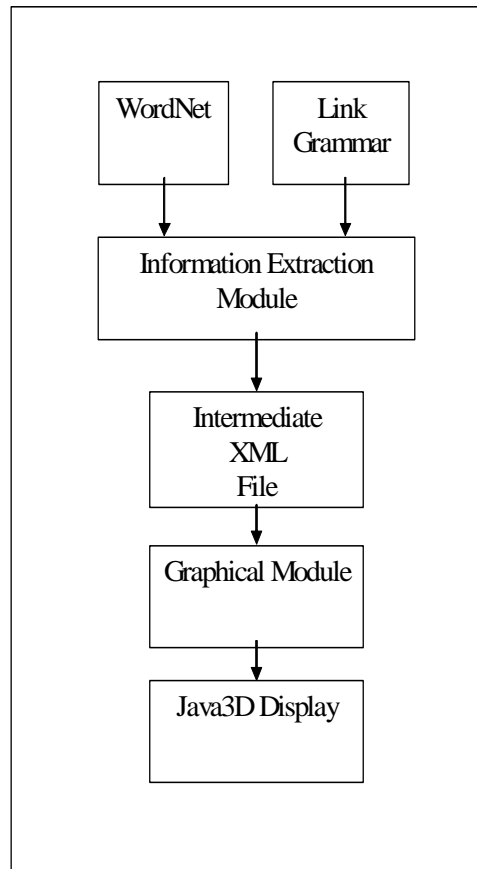 WordNet
Link
Grammar
Information Extraction
Module
Intermediate
XML
File
Graphical Module
Java3D Display